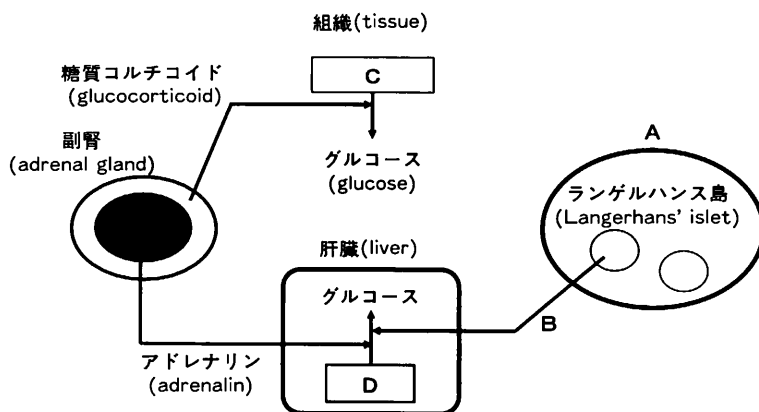 組織(tissue)
C
糖質コルチコイド
(glucocorticoid)
副腎
(adrenal gland)
グルコース
(glucose)
A
ランゲルハンス島
(Langerhans' islet)
肝臓(liver)
グルコース
B
アドレナリン
(adrenalin)
D